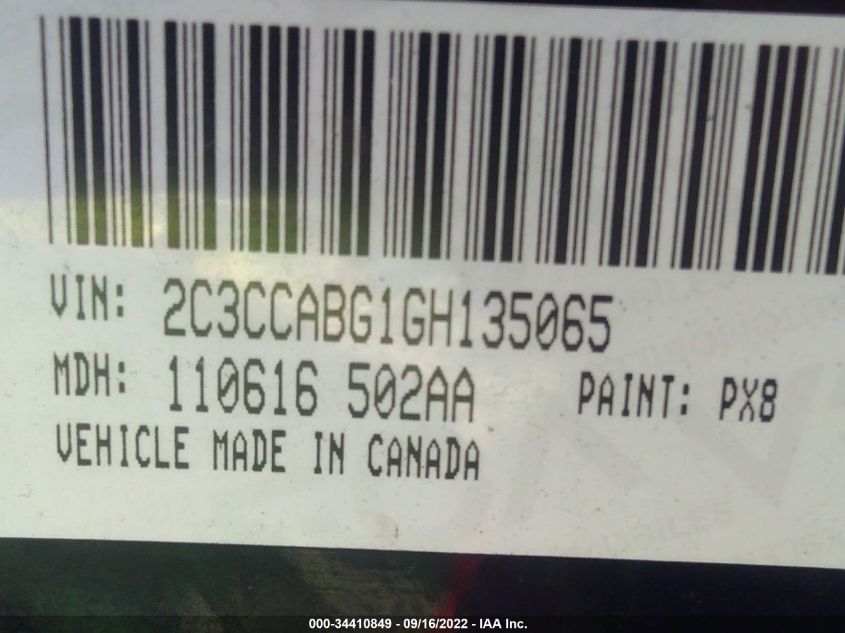 VIN: 2C3CCABG1GH135065
MDH: 110616 502AA PAINT: PX8
VEHICLE MADE IN CANADA
000-34410849 - 09/16/2022 - IAA Inc.